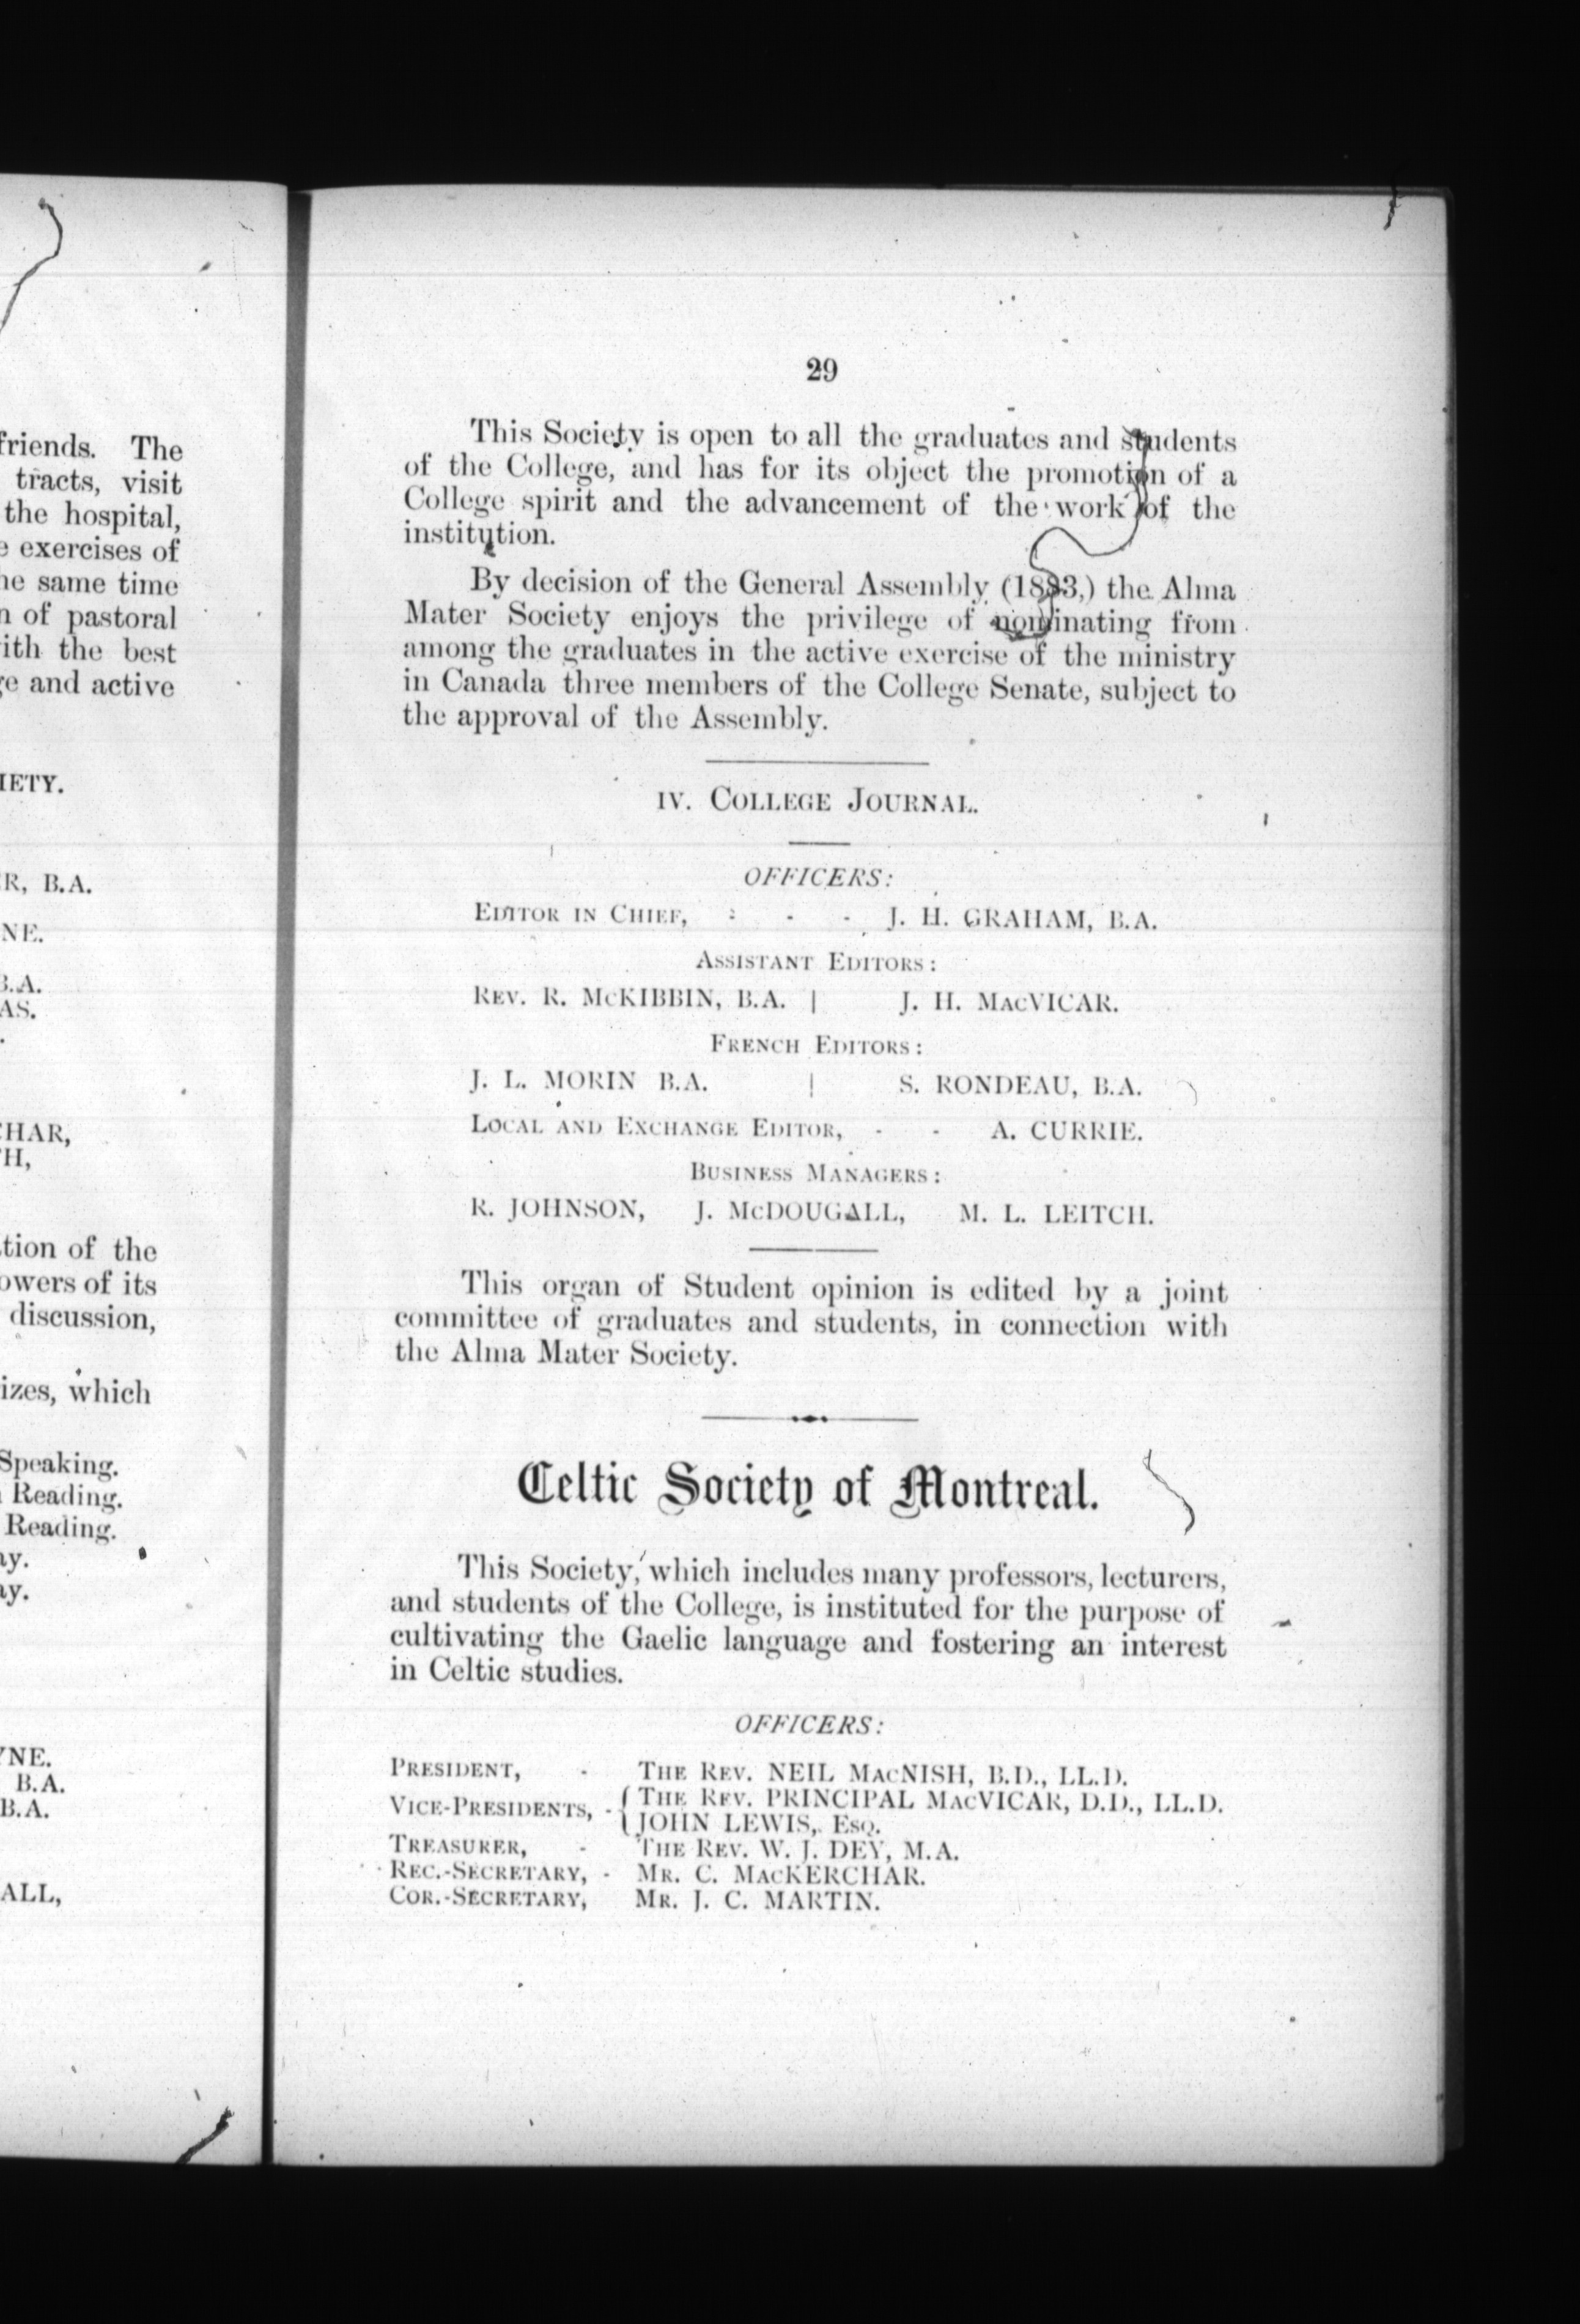 friends. The
tracts, visit
the hospital,
exercises of
same time
of pastoral
with the best
and active
B.A.
B.A.
tion of the
of its
discussion,
which
Speaking.
Reading.
Reading.
B.A.
B.A.
29
This Society is open to all the graduates and students
of the College, and has for its object the promotion of a
College spirit and the advancement of the work of the
institution.
By decision of the General Assembly (1883,) the Alma
Mater Society enjoys the privilege of nominating from
among the graduates in the active exercise of the ministry
in Canada three members of the College Senate, subject to
the approval of the Assembly.
IV. COLLEGE JOURNAL.
OFFICERS:
EDITOR IN CHIEF, - - - J. H. GRAHAM, B.A.
ASSISTANT EDITORS:
REV. R. McKIBBIN, B.A. | J. H. MACVICAR.
FRENCH EDITORS:
J. L. MORIN B.A. | S. RONDEAU, B.A.
LOCAL AND EXCHANGE EDITOR, - - A. CURRIE.
BUSINESS MANAGERS:
R. JOHNSON, J. McDOUGALL, M. L. LEITCH.
This organ of Student opinion is edited by a joint
committee of graduates and students, in connection with
the Alma Mater Society.
Celtic Society of Montreal.
This Society, which includes many professors, lecturers,
and students of the College, is instituted for the purpose of
cultivating the Gaelic language and fostering an interest
in Celtic studies.
OFFICERS:
PRESIDENT, - THE REV. NEIL MACNISH, B.D., LL.D.
VICE-PRESIDENTS, - { THE REV. PRINCIPAL MACVICAR, D.D., LL.D.
JOHN LEWIS, ESQ.
TREASURER, - THE REV. W. J. DEY, M.A.
REC.-SECRETARY, - MR. C. MACKERCHAR.
COR.-SECRETARY, MR. J. C. MARTIN.